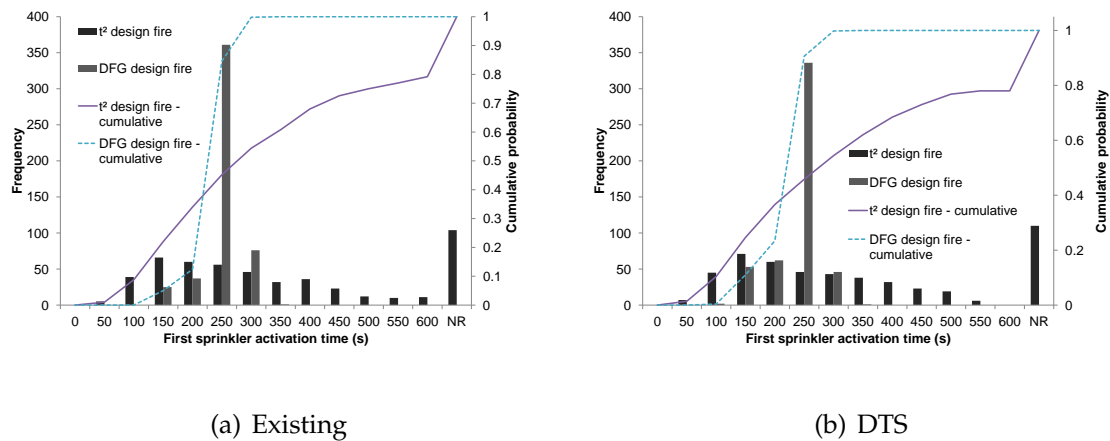 400
350
300
250
200
150
100
50
0
Frequency
t² design fire
DFG design fire
t² design fire -
cumulative
DFG design fire -
cumulative
1
0.9
0.8
0.7
0.6
0.5
0.4
0.3
0.2
0.1
0
Cumulative probability
0 50 100 150 200 250 300 350 400 450 500 550 600 NR
First sprinkler activation time (s)
(a) Existing
400
350
300
250
200
150
100
50
0
Frequency
t² design fire
DFG design fire
t² design fire - cumulative
DFG design fire -
cumulative
1
0.8
0.6
0.4
0.2
0
Cumulative probability
0 50 100 150 200 250 300 350 400 450 500 550 600 NR
First sprinkler activation time (s)
(b) DTS